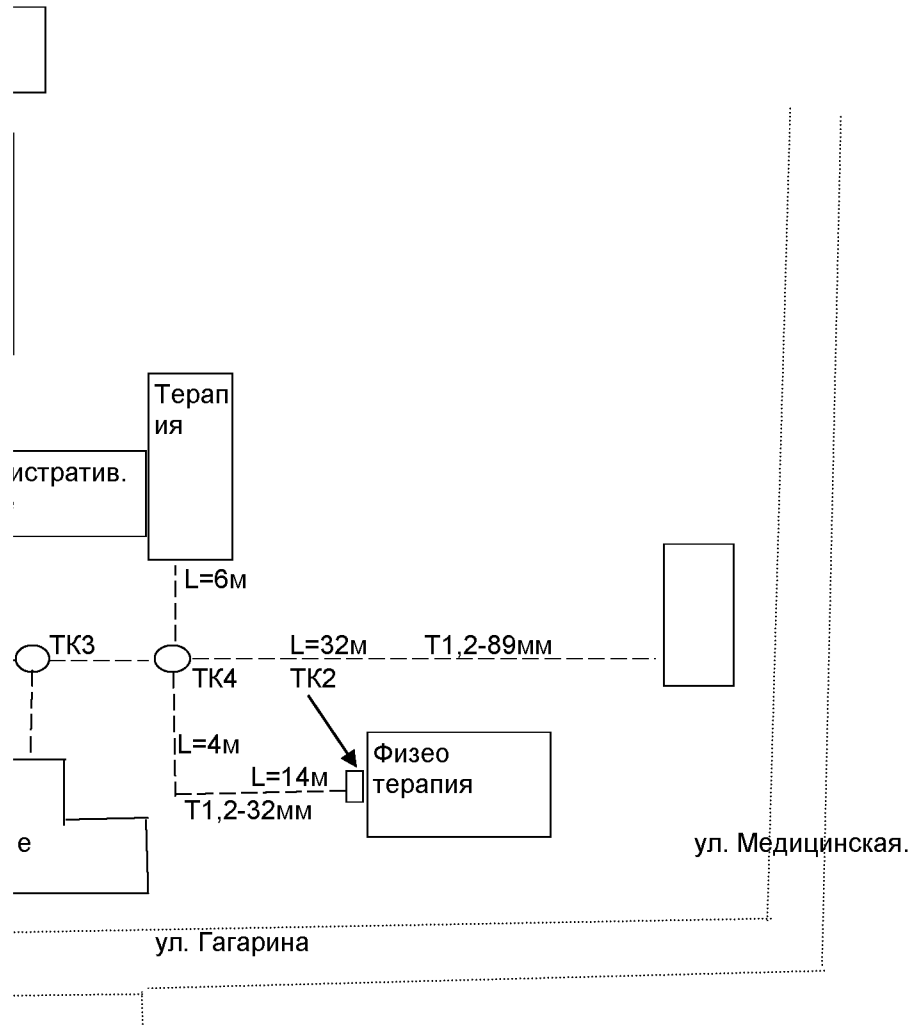 Терап
ия
истратив.
L=6м
ТК3
L=32м
Т1,2-89мм
ТК4
ТК2
L=4м
Физео
терапия
L=14м
Т1,2-32мм
е
ул. Медицинская.
ул. Гагарина